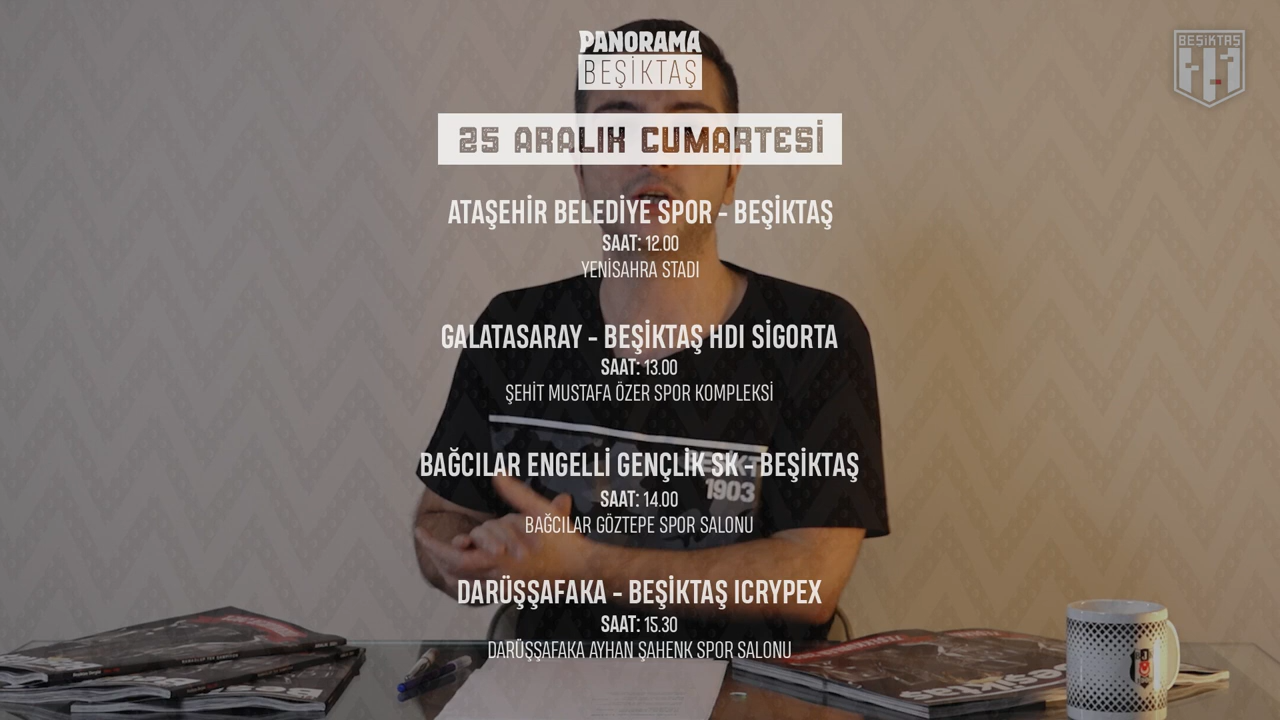 PANORAMA
BEŞİKTAŞ
BEŞİKTAŞ
25 ARALIK CUMARTESİ
ATAŞEHİR BELEDİYE SPOR - BEŞİKTAŞ
SAAT: 12.00
YENİSAHRA STADI
GALATASARAY - BEŞİKTAŞ HDI SİGORTA
SAAT: 13.00
ŞEHİT MUSTAFA ÖZER SPOR KOMPLEKSİ
BAĞCILAR ENGELLİ GENÇLİK SK - BEŞİKTAŞ
1903
SAAT: 14.00
BAĞCILAR GÖZTEPE SPOR SALONU
DARÜŞŞAFAKA - BEŞİKTAŞ ICRYPEX
SAAT: 15.30
DARÜŞŞAFAKA AYHAN ŞAHENK SPOR SALONU
Beşiktaş